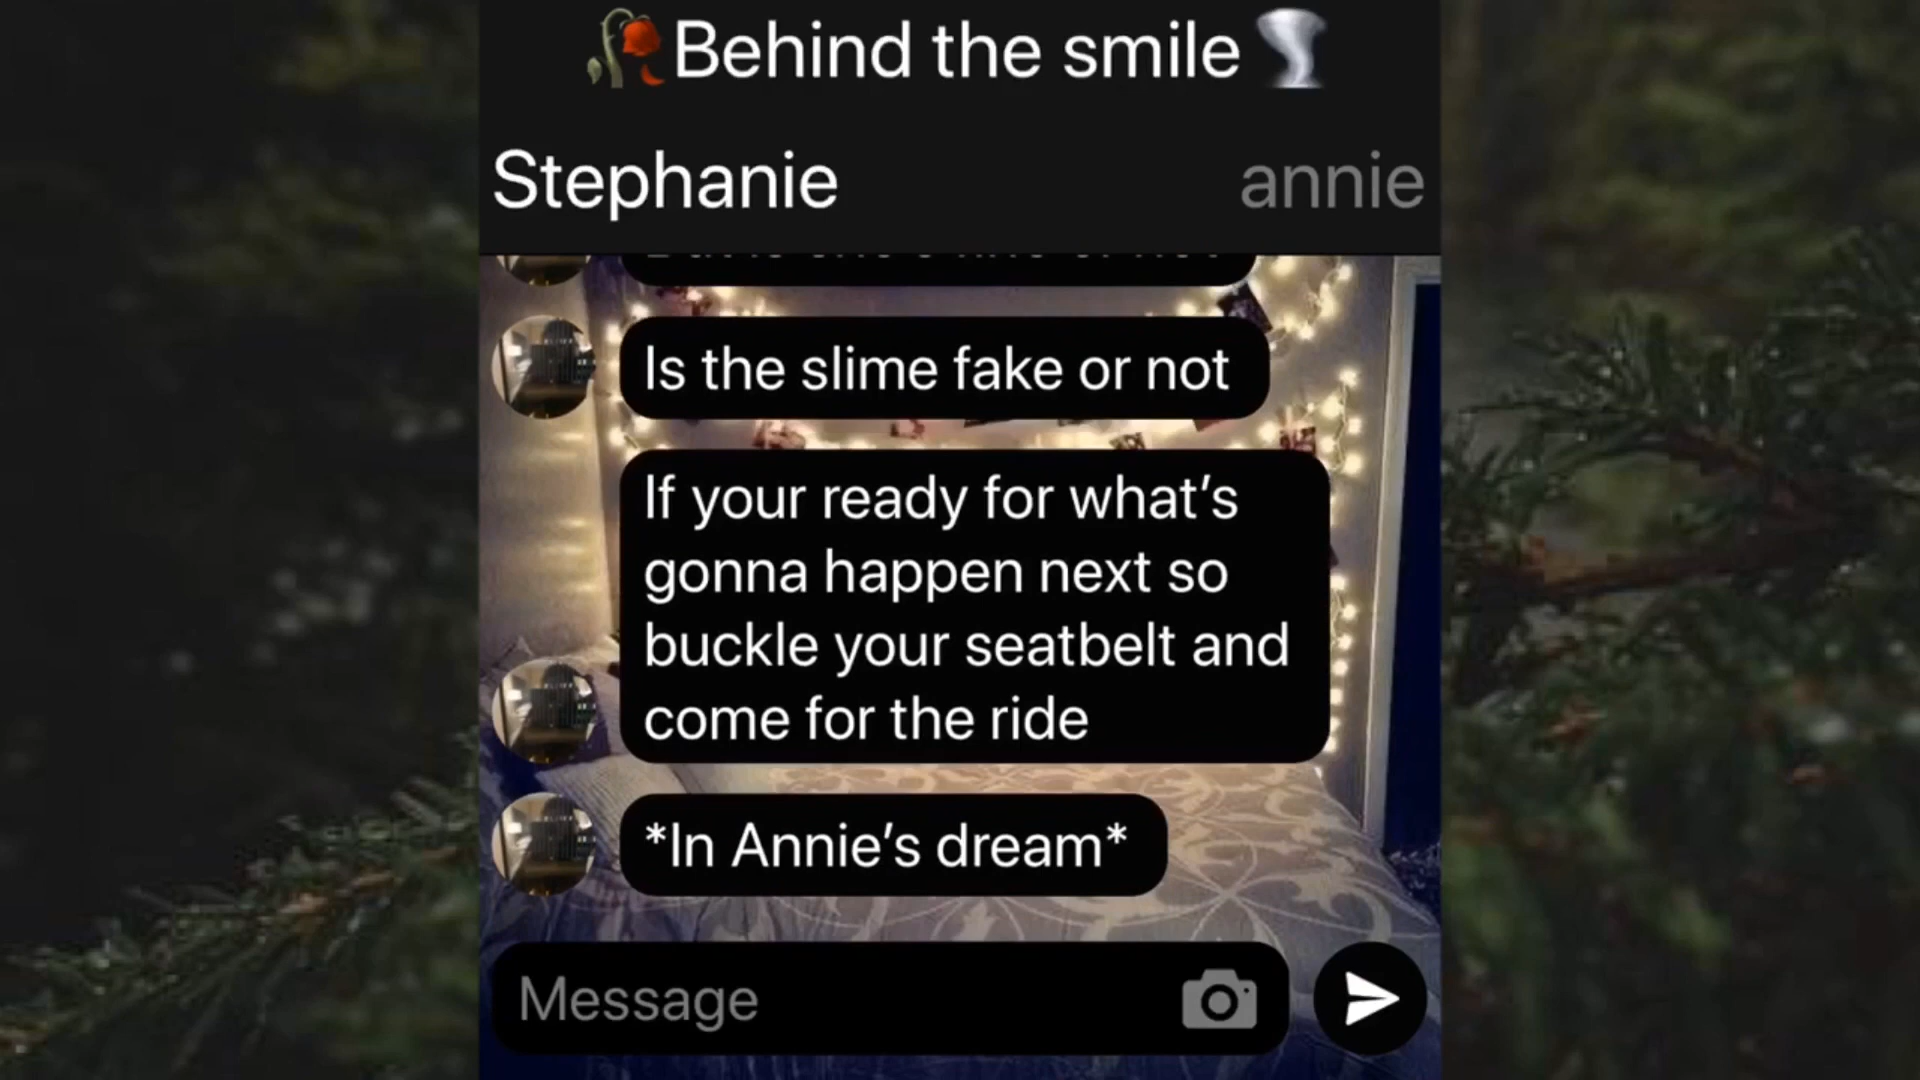 🥀Behind the smile🌪️
Stephanie annie
Is the slime fake or not
If your ready for what's
gonna happen next so
buckle your seatbelt and
come for the ride
*In Annie's dream*
Message